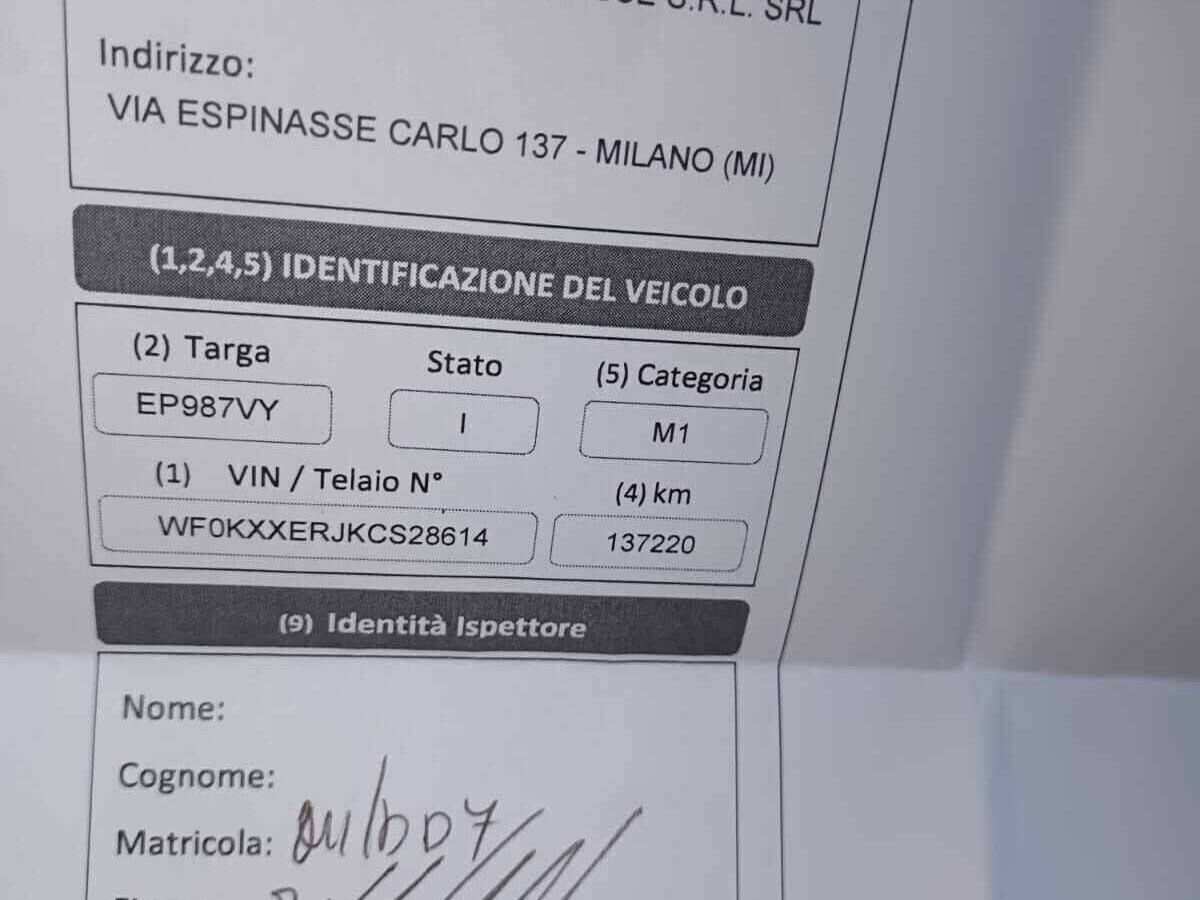 S.R.L. SRL
Indirizzo:
VIA ESPINASSE CARLO 137 - MILANO (MI)
(1,2,4,5) IDENTIFICAZIONE DEL VEICOLO
(2) Targa Stato (5) Categoria
EP987VY I M1
(1) VIN / Telaio N° (4) km
WF0KXXERJKCS28614 137220
(9) Identità Ispettore
Nome:
Cognome:
Matricola: